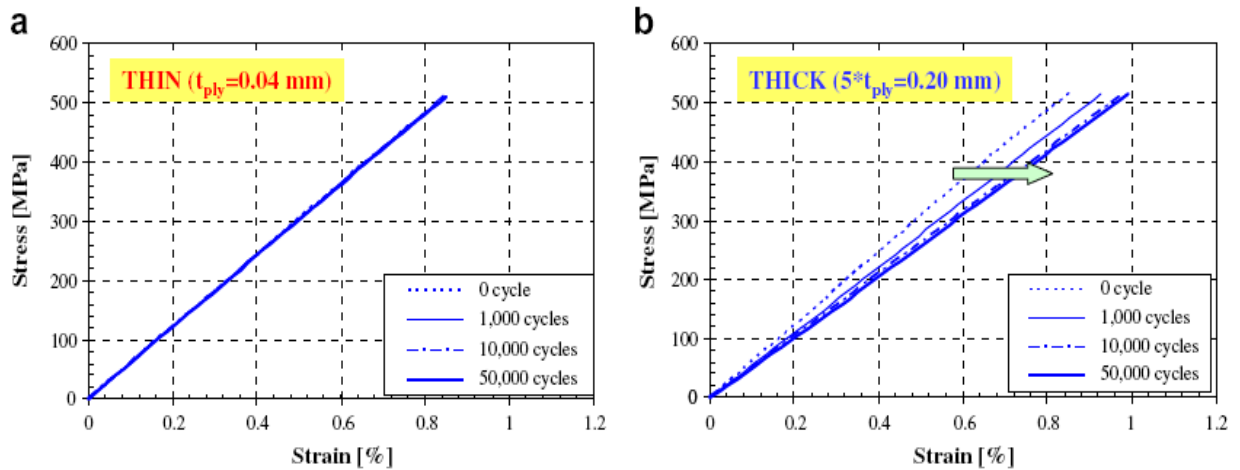 a
THIN (t_ply=0.04 mm)
Stress [MPa]
600
500
400
300
200
100
0
0 0.2 0.4 0.6 0.8 1 1.2
Strain [%]
0 cycle
1,000 cycles
10,000 cycles
50,000 cycles
b
THICK (5*t_ply=0.20 mm)
Stress [MPa]
600
500
400
300
200
100
0
0 0.2 0.4 0.6 0.8 1 1.2
Strain [%]
0 cycle
1,000 cycles
10,000 cycles
50,000 cycles